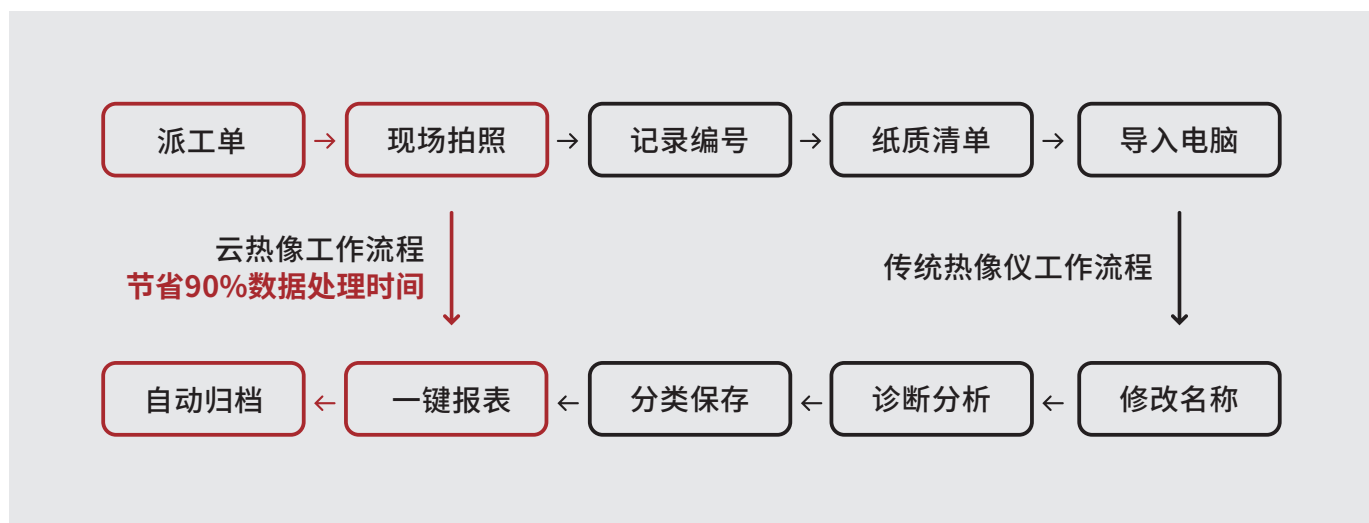 派工单
现场拍照
记录编号
纸质清单
导入电脑
云热像工作流程
节省90%数据处理时间
传统热像仪工作流程
自动归档
一键报表
分类保存
诊断分析
修改名称